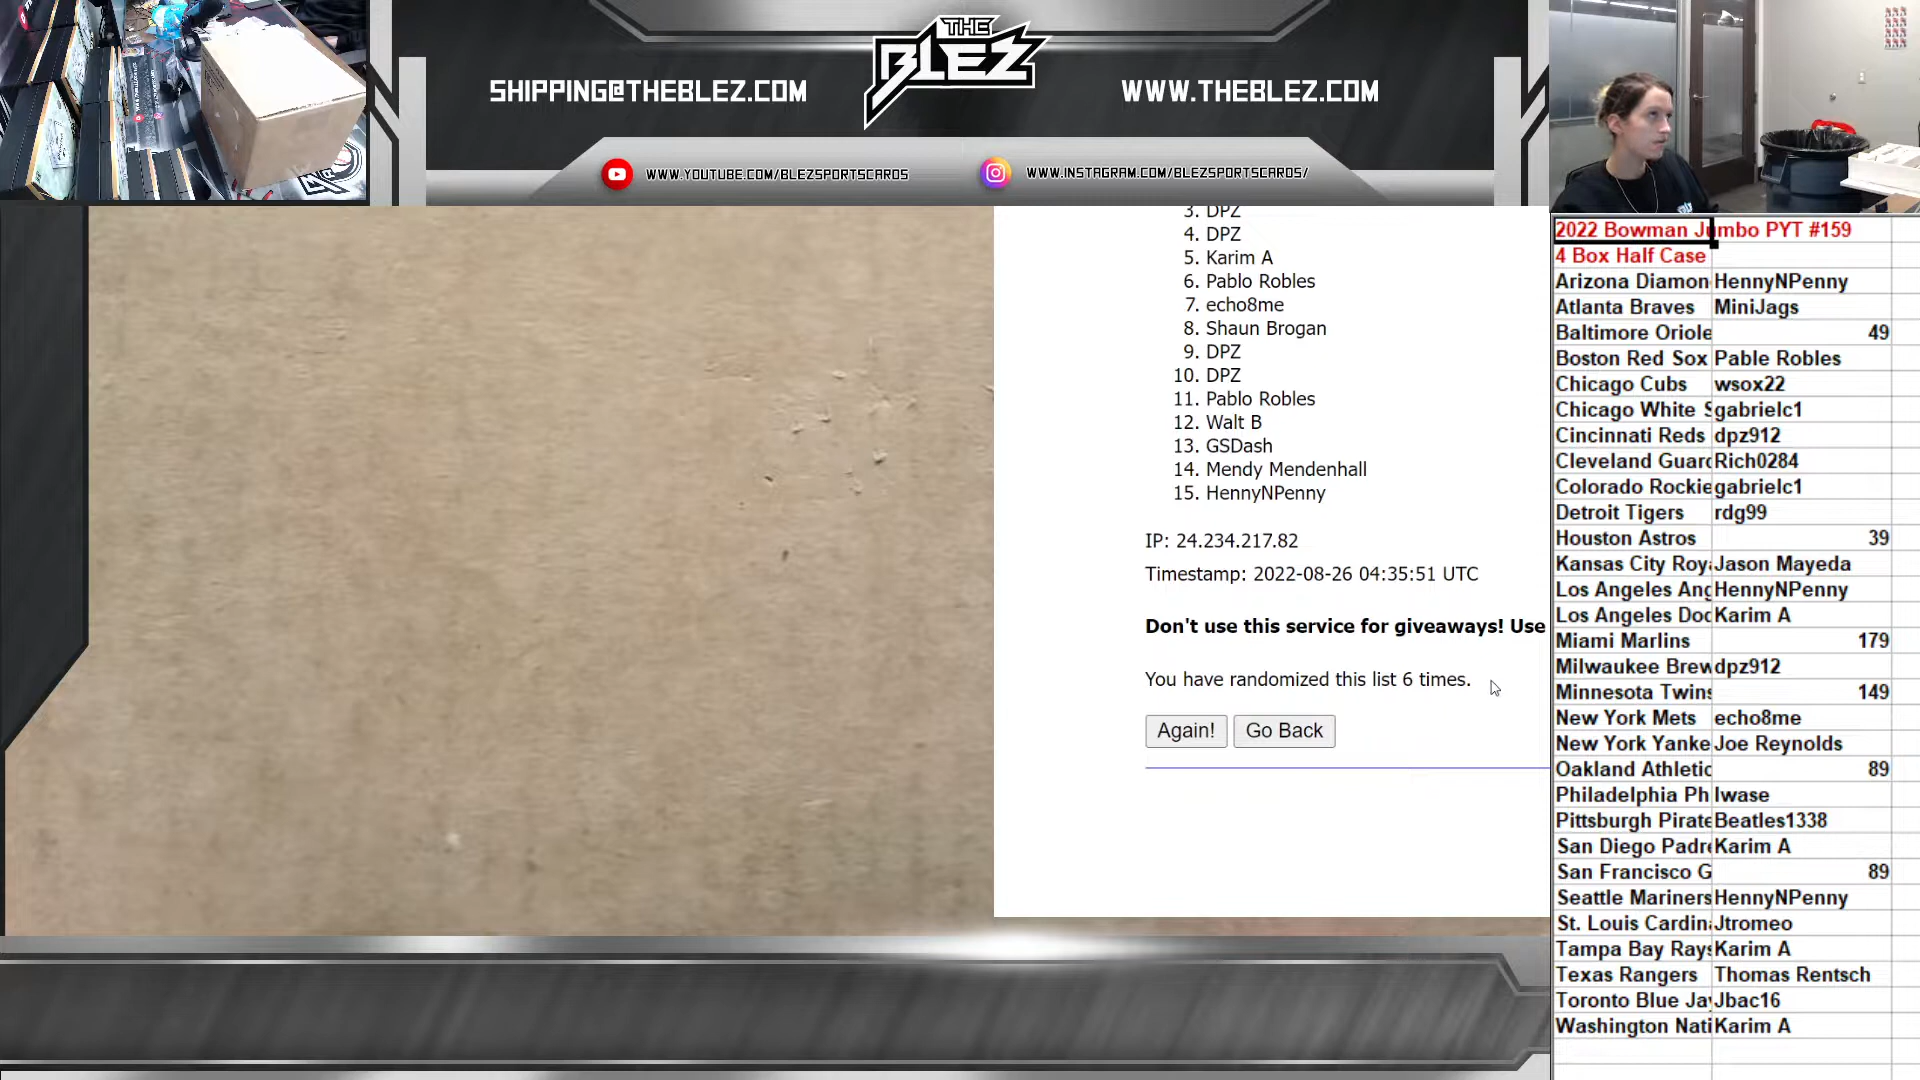 THE
BLEZ
SHIPPING@THEBLEZ.COM
WWW.THEBLEZ.COM
WWW.YOUTUBE.COM/BLEZSPORTSCARDS
WWW.INSTAGRAM.COM/BLEZSPORTSCARDS/
3. DPZ
4. DPZ
5. Karim A
6. Pablo Robles
7. echo8me
8. Shaun Brogan
9. DPZ
10. DPZ
11. Pablo Robles
12. Walt B
13. GSDash
14. Mendy Mendenhall
15. HennyNPenny
IP: 24.234.217.82
Timestamp: 2022-08-26 04:35:51 UTC
Don't use this service for giveaways! Use
You have randomized this list 6 times.
Again! Go Back
2022 Bowman Jumbo PYT #159
4 Box Half Case
Arizona Diamon HennyNPenny
Atlanta Braves MiniJags
Baltimore Oriole 49
Boston Red Sox Pable Robles
Chicago Cubs wsox22
Chicago White S gabrielc1
Cincinnati Reds dpz912
Cleveland Guard Rich0284
Colorado Rockie gabrielc1
Detroit Tigers rdg99
Houston Astros 39
Kansas City Roya Jason Mayeda
Los Angeles Ang HennyNPenny
Los Angeles Dod Karim A
Miami Marlins 179
Milwaukee Brew dpz912
Minnesota Twins 149
New York Mets echo8me
New York Yanke Joe Reynolds
Oakland Athletic 89
Philadelphia Ph Iwase
Pittsburgh Pirate Beatles1338
San Diego Padre Karim A
San Francisco G 89
Seattle Mariners HennyNPenny
St. Louis Cardina Jtromeo
Tampa Bay Rays Karim A
Texas Rangers Thomas Rentsch
Toronto Blue Jay Jbac16
Washington Nati Karim A